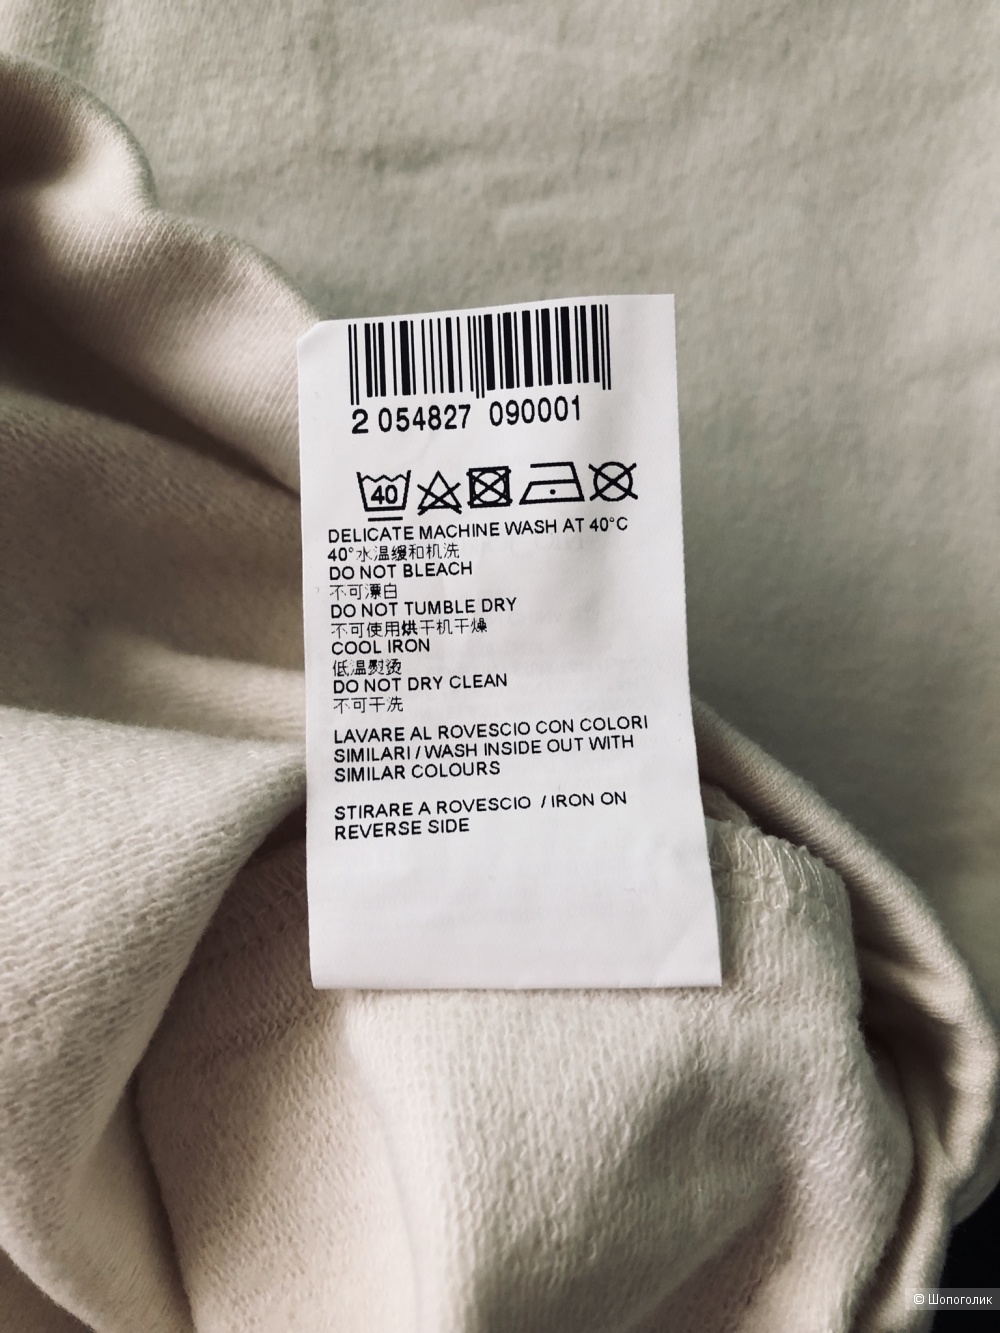 2 054827 090001
40
DELICATE MACHINE WASH AT 40°C
40°水温缓和机洗
DO NOT BLEACH
不可漂白
DO NOT TUMBLE DRY
不可使用烘干机干燥
COOL IRON
低温熨烫
DO NOT DRY CLEAN
不可干洗
LAVARE AL ROVESCIO CON COLORI
SIMILARI / WASH INSIDE OUT WITH
SIMILAR COLOURS
STIRARE A ROVESCIO / IRON ON
REVERSE SIDE
© Шопоголик